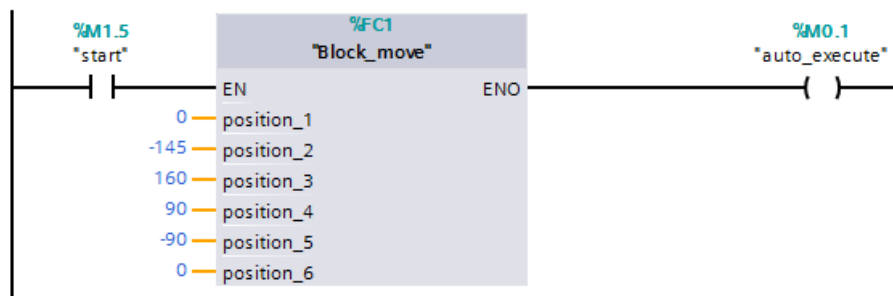 %M1.5
"start"
%FC1
"Block_move"
%M0.1
"auto_execute"
EN
ENO
0 position_1
-145 position_2
160 position_3
90 position_4
-90 position_5
0 position_6